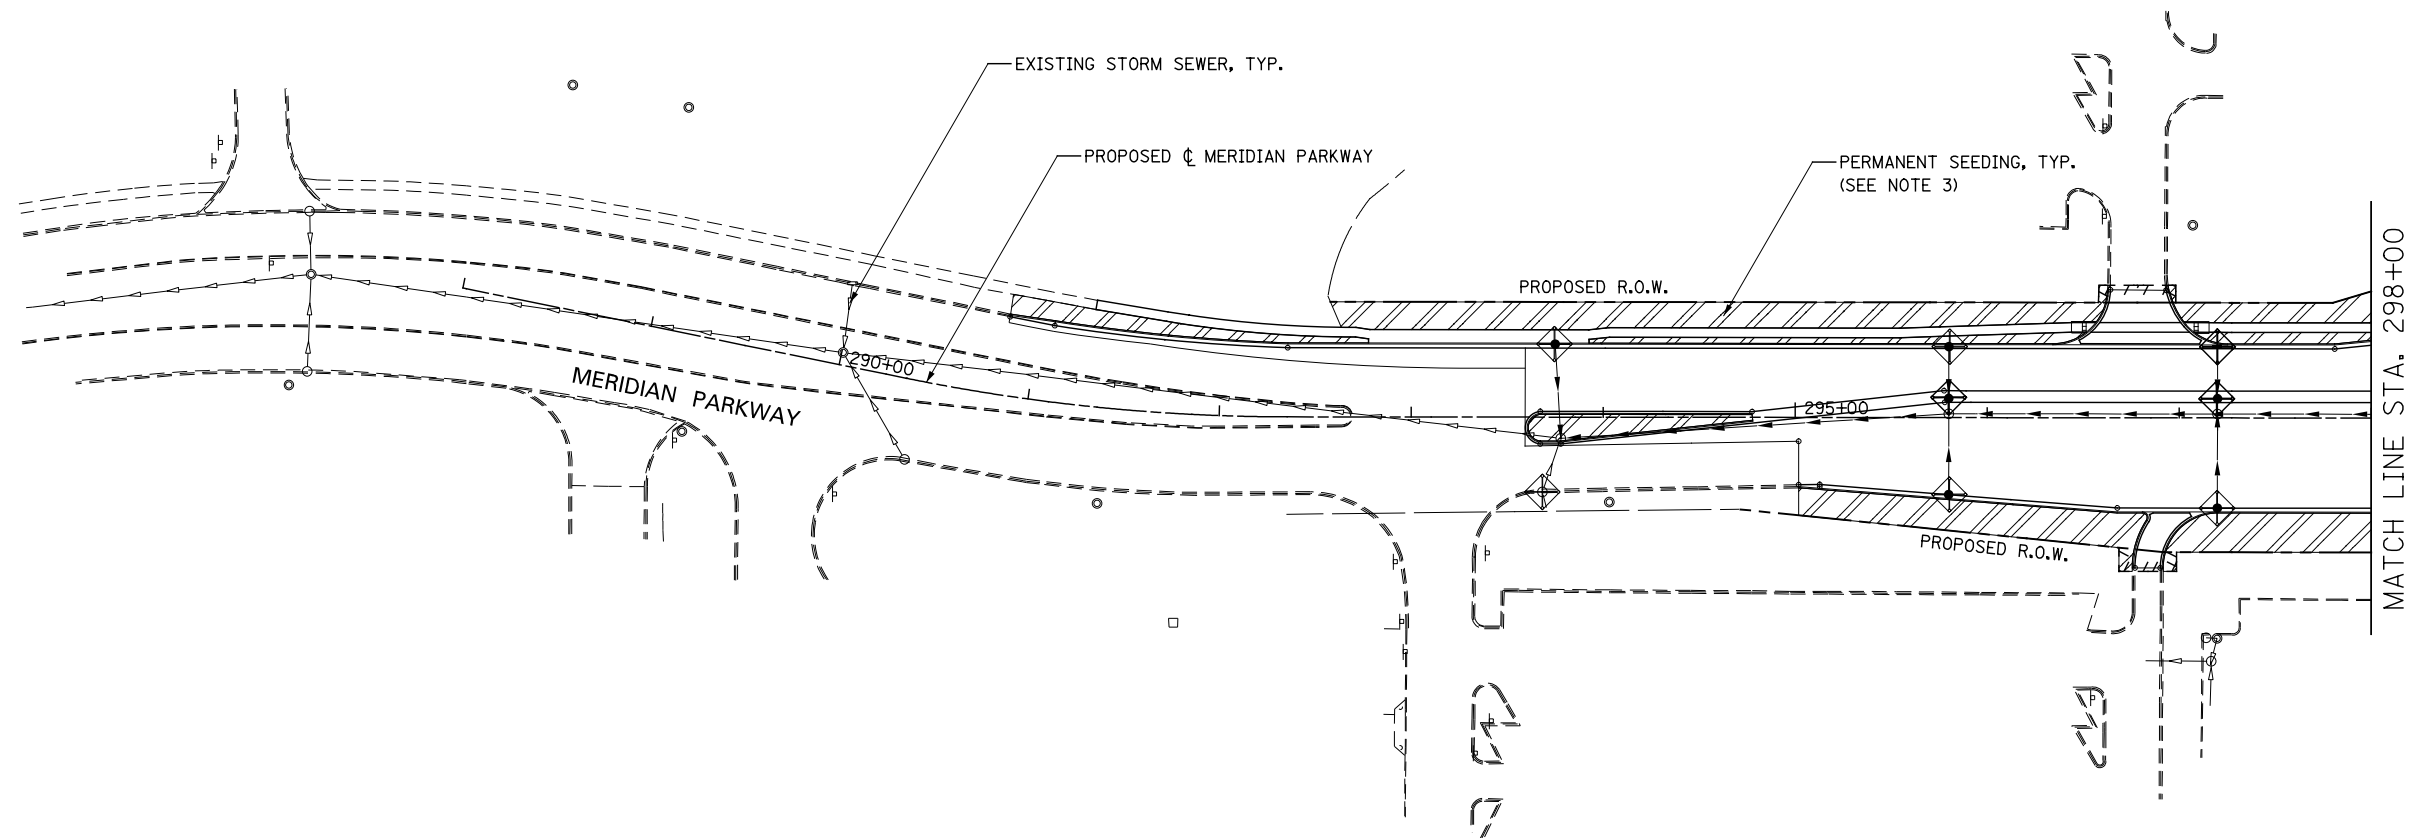 EXISTING STORM SEWER, TYP.
PROPOSED ℄ MERIDIAN PARKWAY
PERMANENT SEEDING, TYP.
(SEE NOTE 3)
PROPOSED R.O.W.
290+00
MERIDIAN PARKWAY
295+00
PROPOSED R.O.W.
MATCH LINE STA. 298+00